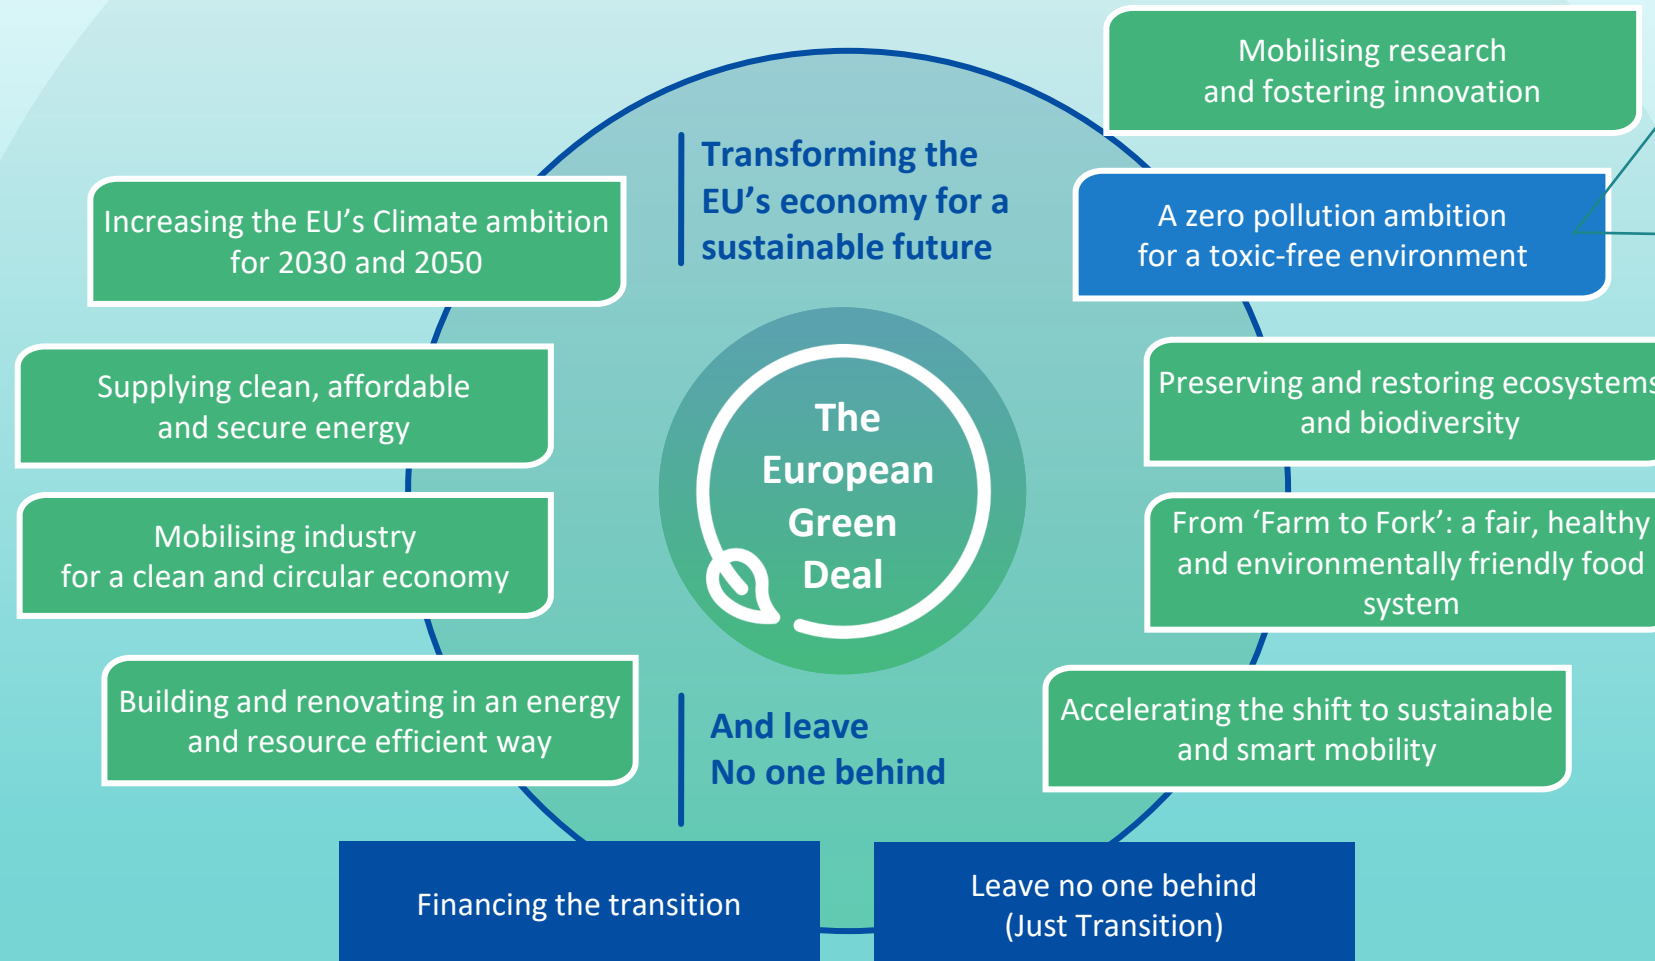 Mobilising research
and fostering innovation
Transforming the
EU’s economy for a
sustainable future
Increasing the EU’s Climate ambition
for 2030 and 2050
A zero pollution ambition
for a toxic-free environment
Supplying clean, affordable
and secure energy
Preserving and restoring ecosystems
and biodiversity
The
European
Green
Deal
Mobilising industry
for a clean and circular economy
From ‘Farm to Fork’: a fair, healthy
and environmentally friendly food
system
Building and renovating in an energy
and resource efficient way
And leave
No one behind
Accelerating the shift to sustainable
and smart mobility
Financing the transition
Leave no one behind
(Just Transition)